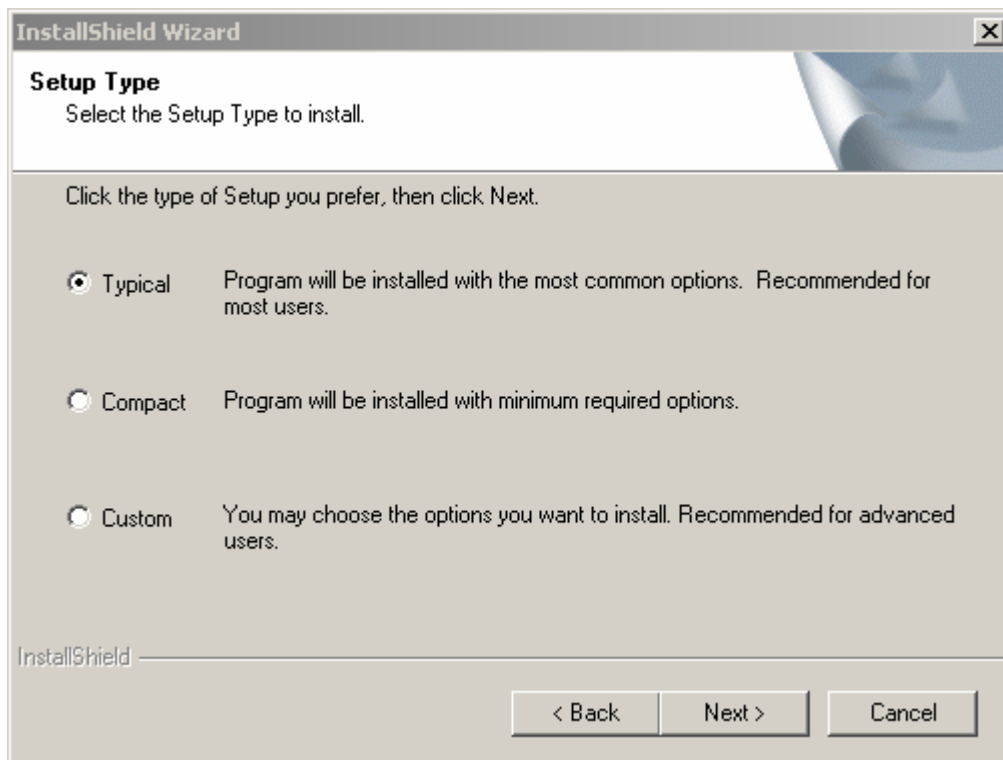 InstallShield Wizard
Setup Type
Select the Setup Type to install.
Click the type of Setup you prefer, then click Next.
Typical Program will be installed with the most common options.  Recommended for
most users.
Compact Program will be installed with minimum required options.
Custom You may choose the options you want to install. Recommended for advanced
users.
InstallShield
< Back Next > Cancel